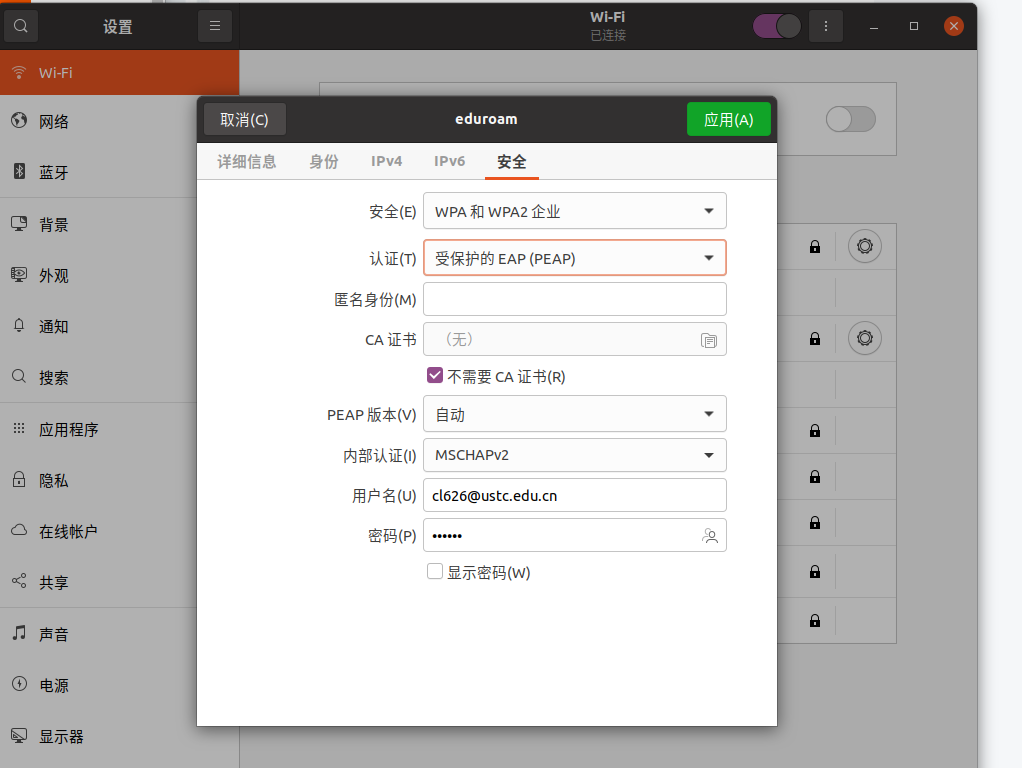 设置
Wi-Fi
已连接
Wi-Fi
网络
蓝牙
背景
外观
通知
搜索
应用程序
隐私
在线帐户
共享
声音
电源
显示器
取消(C)
eduroam
应用(A)
详细信息 身份 IPv4 IPv6 安全
安全(E) WPA 和 WPA2 企业
认证(T) 受保护的 EAP (PEAP)
匿名身份(M)
CA 证书 （无）
不需要 CA 证书(R)
PEAP 版本(V) 自动
内部认证(I) MSCHAPv2
用户名(U) cl626@ustc.edu.cn
密码(P) ••••••
显示密码(W)